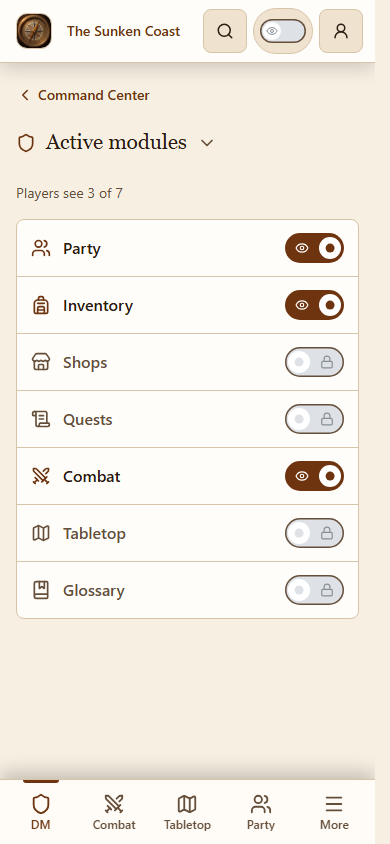 The Sunken Coast
Command Center
Active modules
Players see 3 of 7
Party
Inventory
Shops
Quests
Combat
Tabletop
Glossary
DM
Combat
Tabletop
Party
More